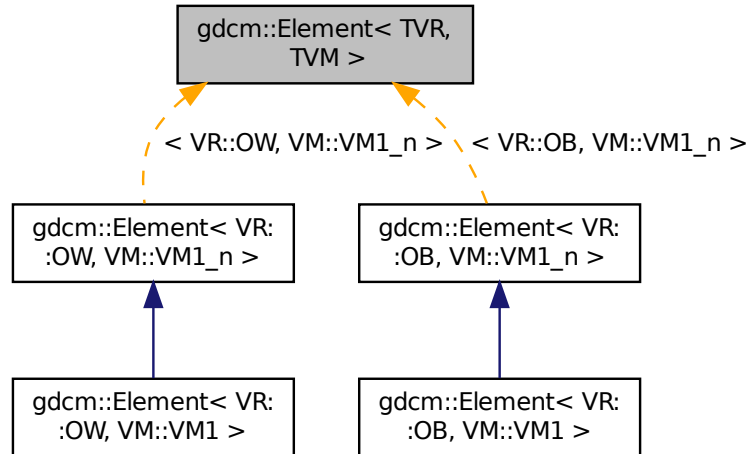 gdcm::Element< TVR,
TVM >
< VR::OW, VM::VM1_n >
< VR::OB, VM::VM1_n >
gdcm::Element< VR:
:OW, VM::VM1_n >
gdcm::Element< VR:
:OB, VM::VM1_n >
gdcm::Element< VR:
:OW, VM::VM1 >
gdcm::Element< VR:
:OB, VM::VM1 >